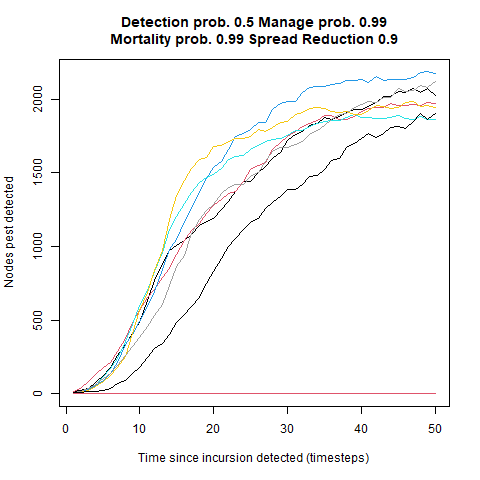 Detection prob. 0.5 Manage prob. 0.99
Mortality prob. 0.99 Spread Reduction 0.9
Nodes pest detected
2000
1500
1000
500
0
0 10 20 30 40 50
Time since incursion detected (timesteps)